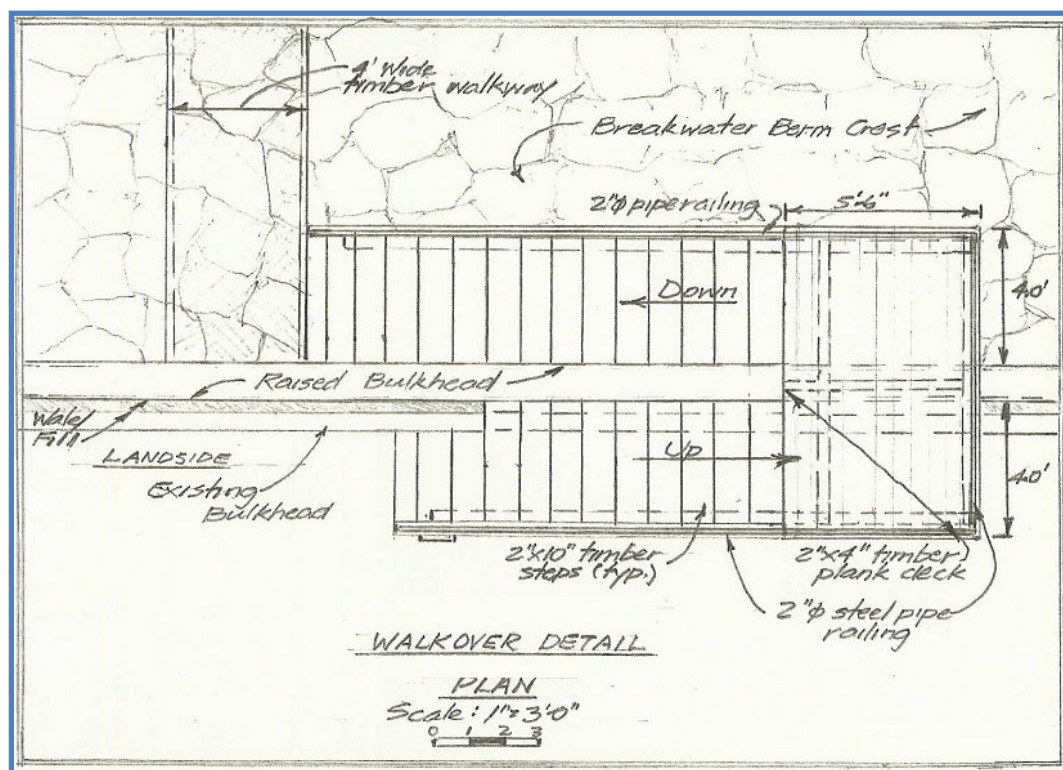 4' Wide
timber walkway
Breakwater Berm Crest
2"ϕ pipe railing
5'-6"
Down
4.0'
Raised Bulkhead
Wale/
Fill
LANDSIDE
Up
Existing
Bulkhead
4.0'
2"x10" timber
steps (typ.)
2"x4" timber
plank deck
2"ϕ steel pipe
railing
WALKOVER DETAIL
PLAN
Scale: 1"= 3'-0"
0 1 2 3